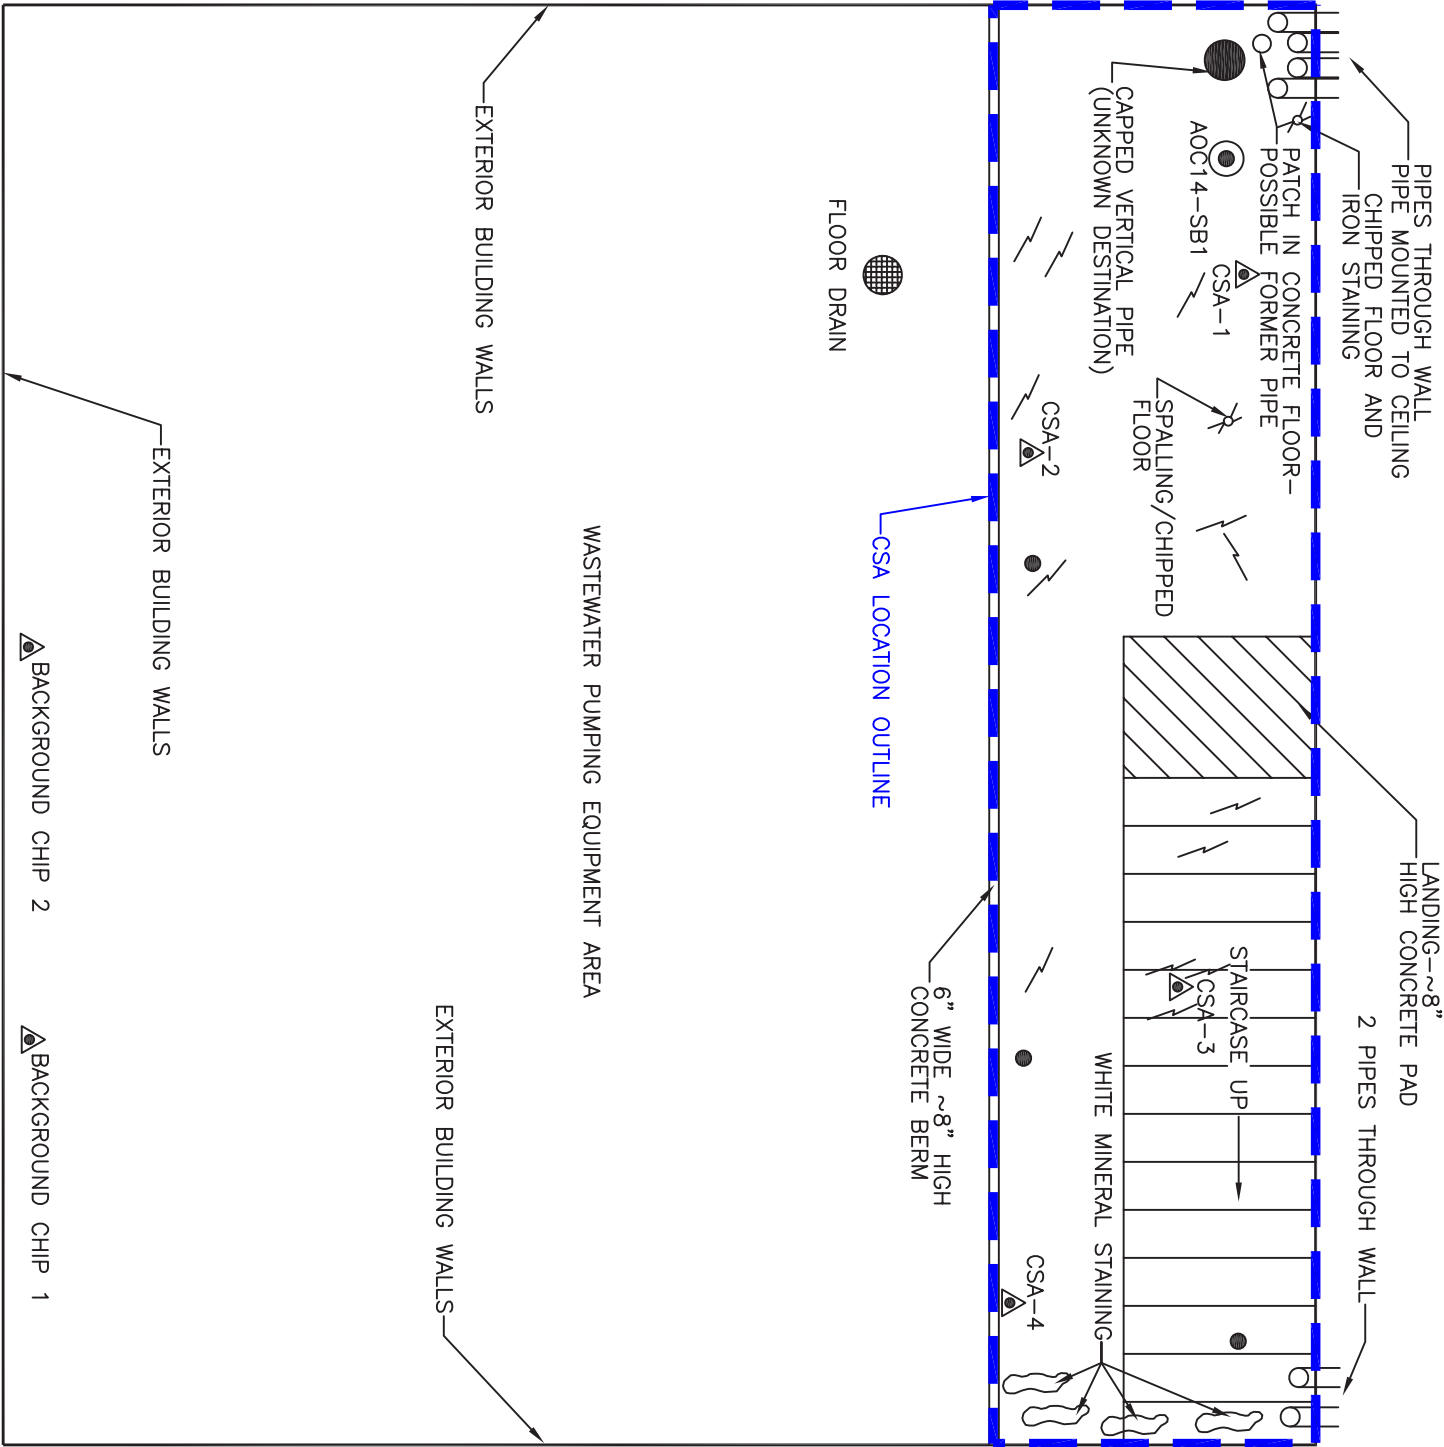 PIPES THROUGH WALL
PIPE MOUNTED TO CEILING
CHIPPED FLOOR AND
IRON STAINING
PATCH IN CONCRETE FLOOR-
POSSIBLE FORMER PIPE
AOC14-SB1
CSA-1
CAPPED VERTICAL PIPE
(UNKNOWN DESTINATION)
SPALLING/CHIPPED
FLOOR
CSA-2
LANDING-~8"
HIGH CONCRETE PAD
2 PIPES THROUGH WALL
STAIRCASE UP
CSA-3
WHITE MINERAL STAINING
CSA-4
6" WIDE ~8" HIGH
CONCRETE BERM
CSA LOCATION OUTLINE
FLOOR DRAIN
WASTEWATER PUMPING EQUIPMENT AREA
EXTERIOR BUILDING WALLS
EXTERIOR BUILDING WALLS
EXTERIOR BUILDING WALLS
BACKGROUND CHIP 2
BACKGROUND CHIP 1